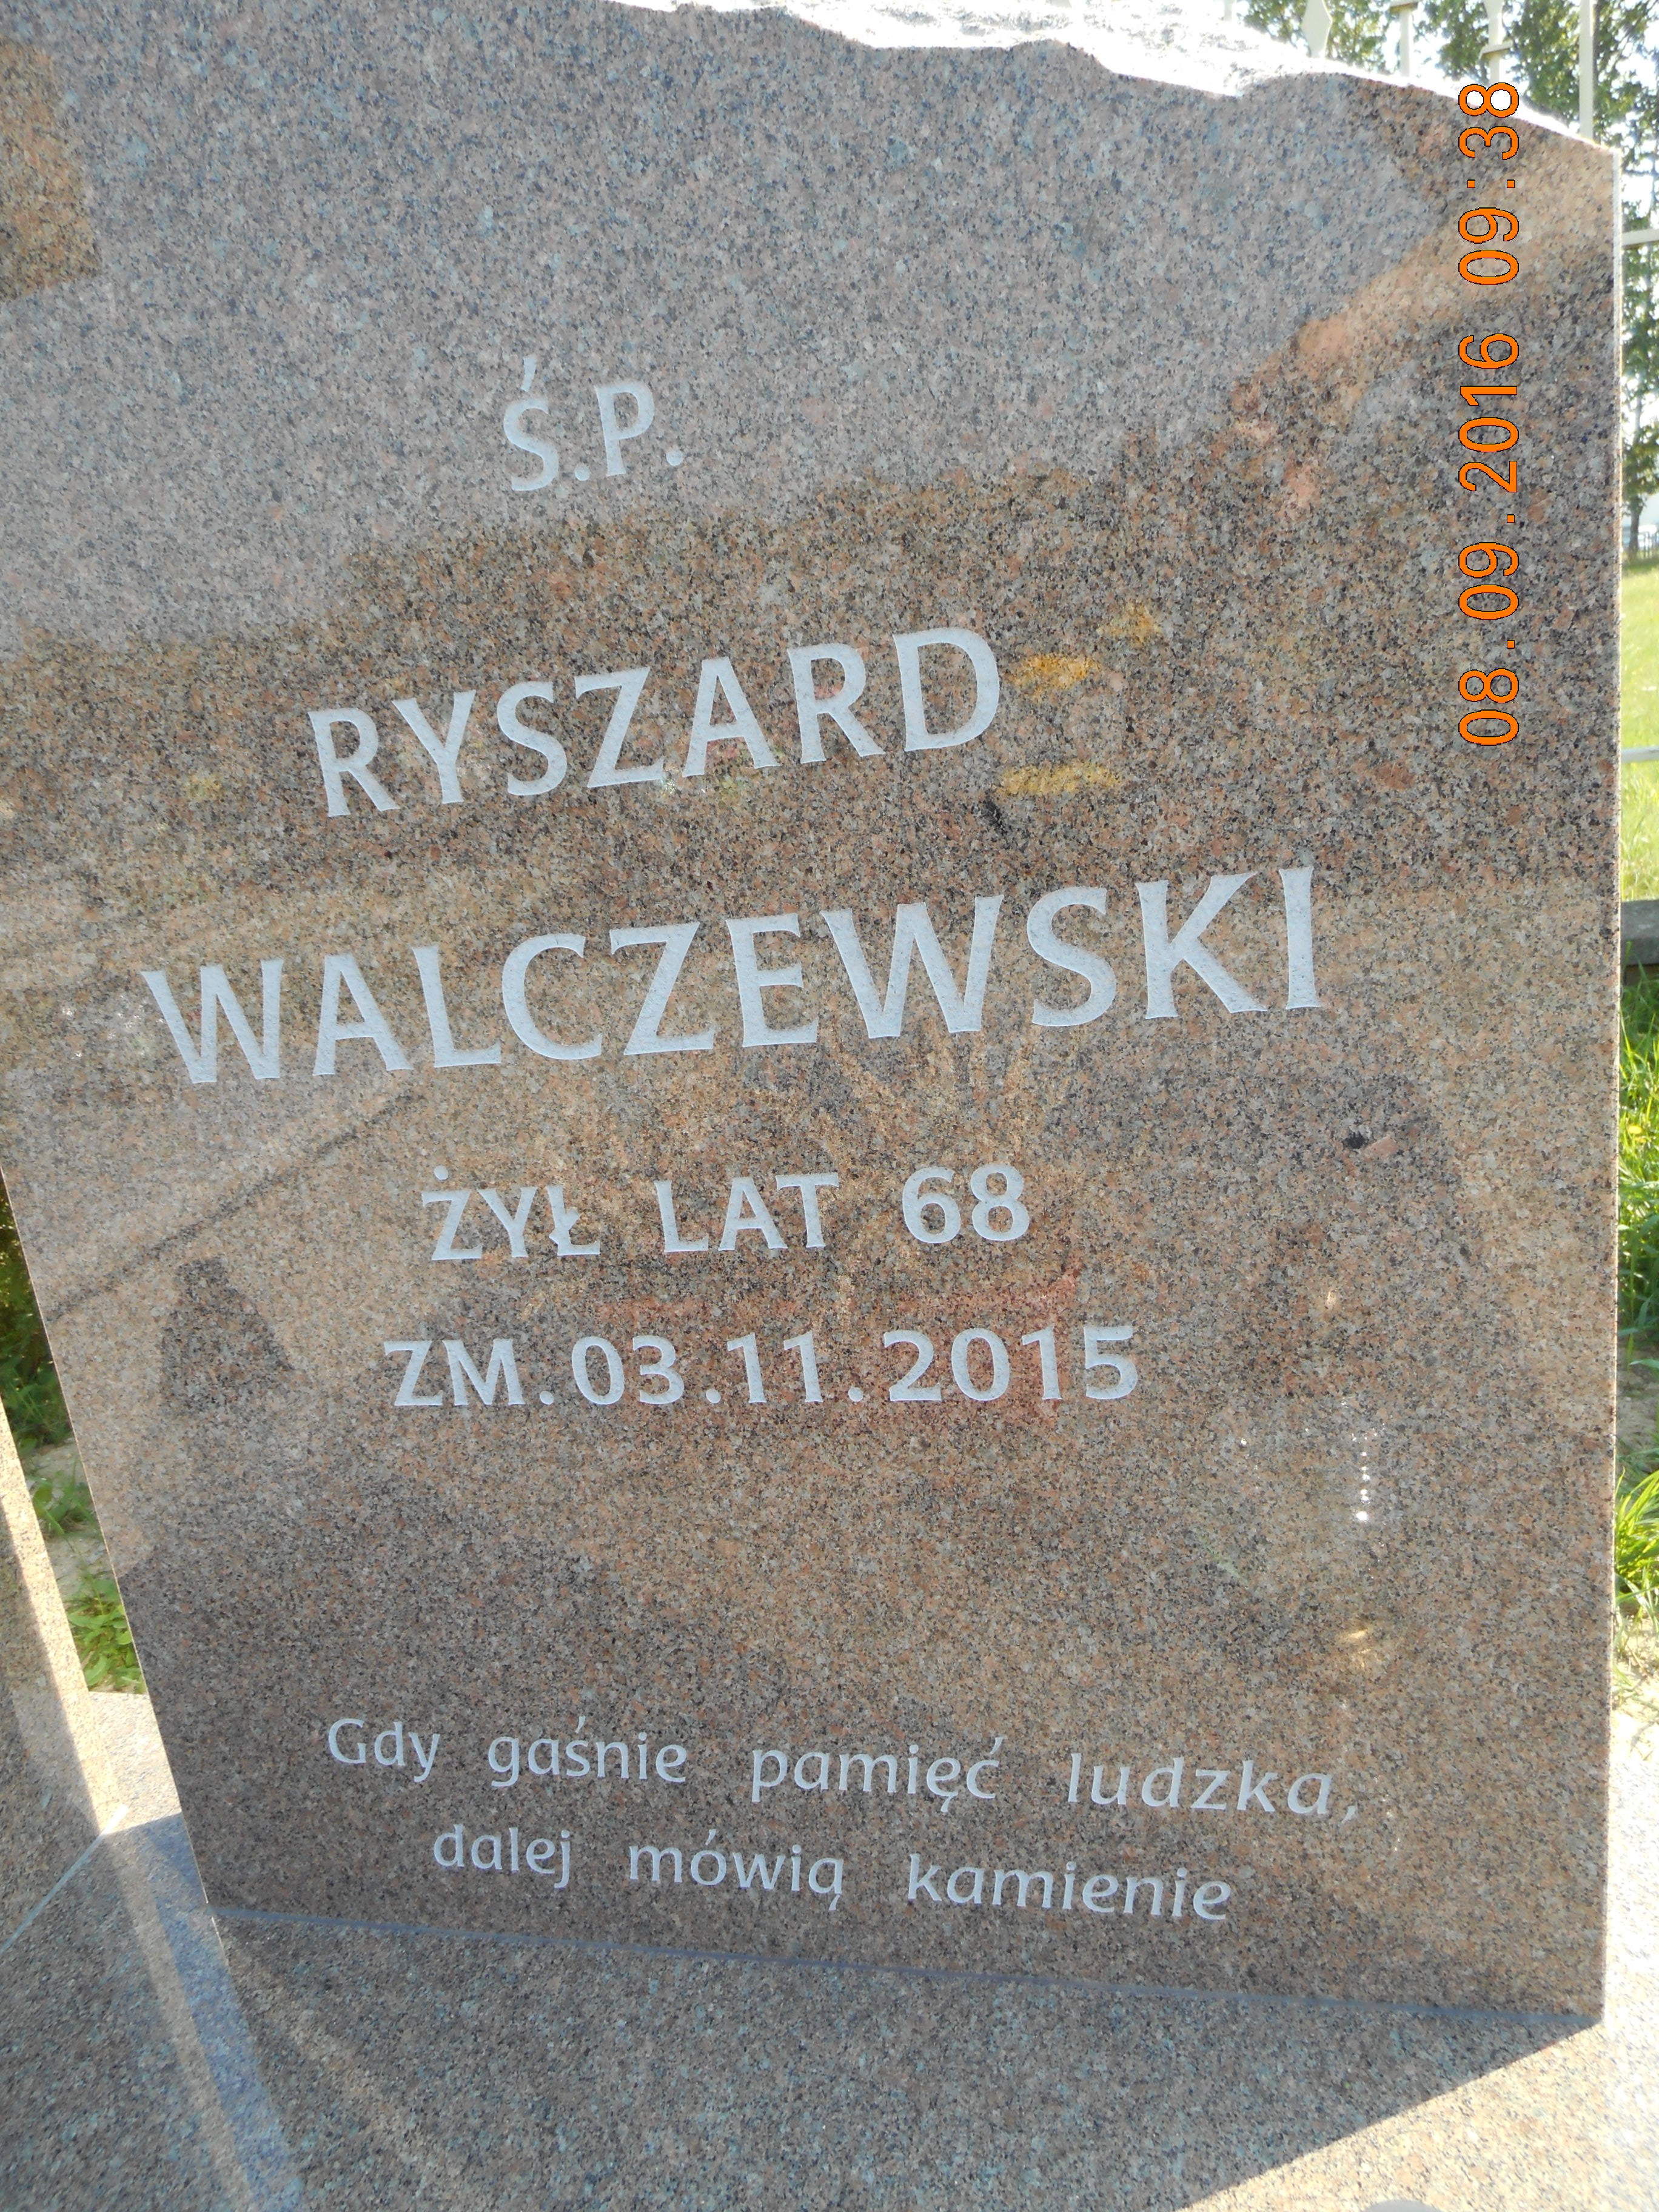 Ś.P.
RYSZARD
WALCZEWSKI
ŻYŁ LAT 68
ZM. 03.11.2015
Gdy gaśnie pamięć ludzka,
dalej mówią kamienie
08.09.2016 09:38